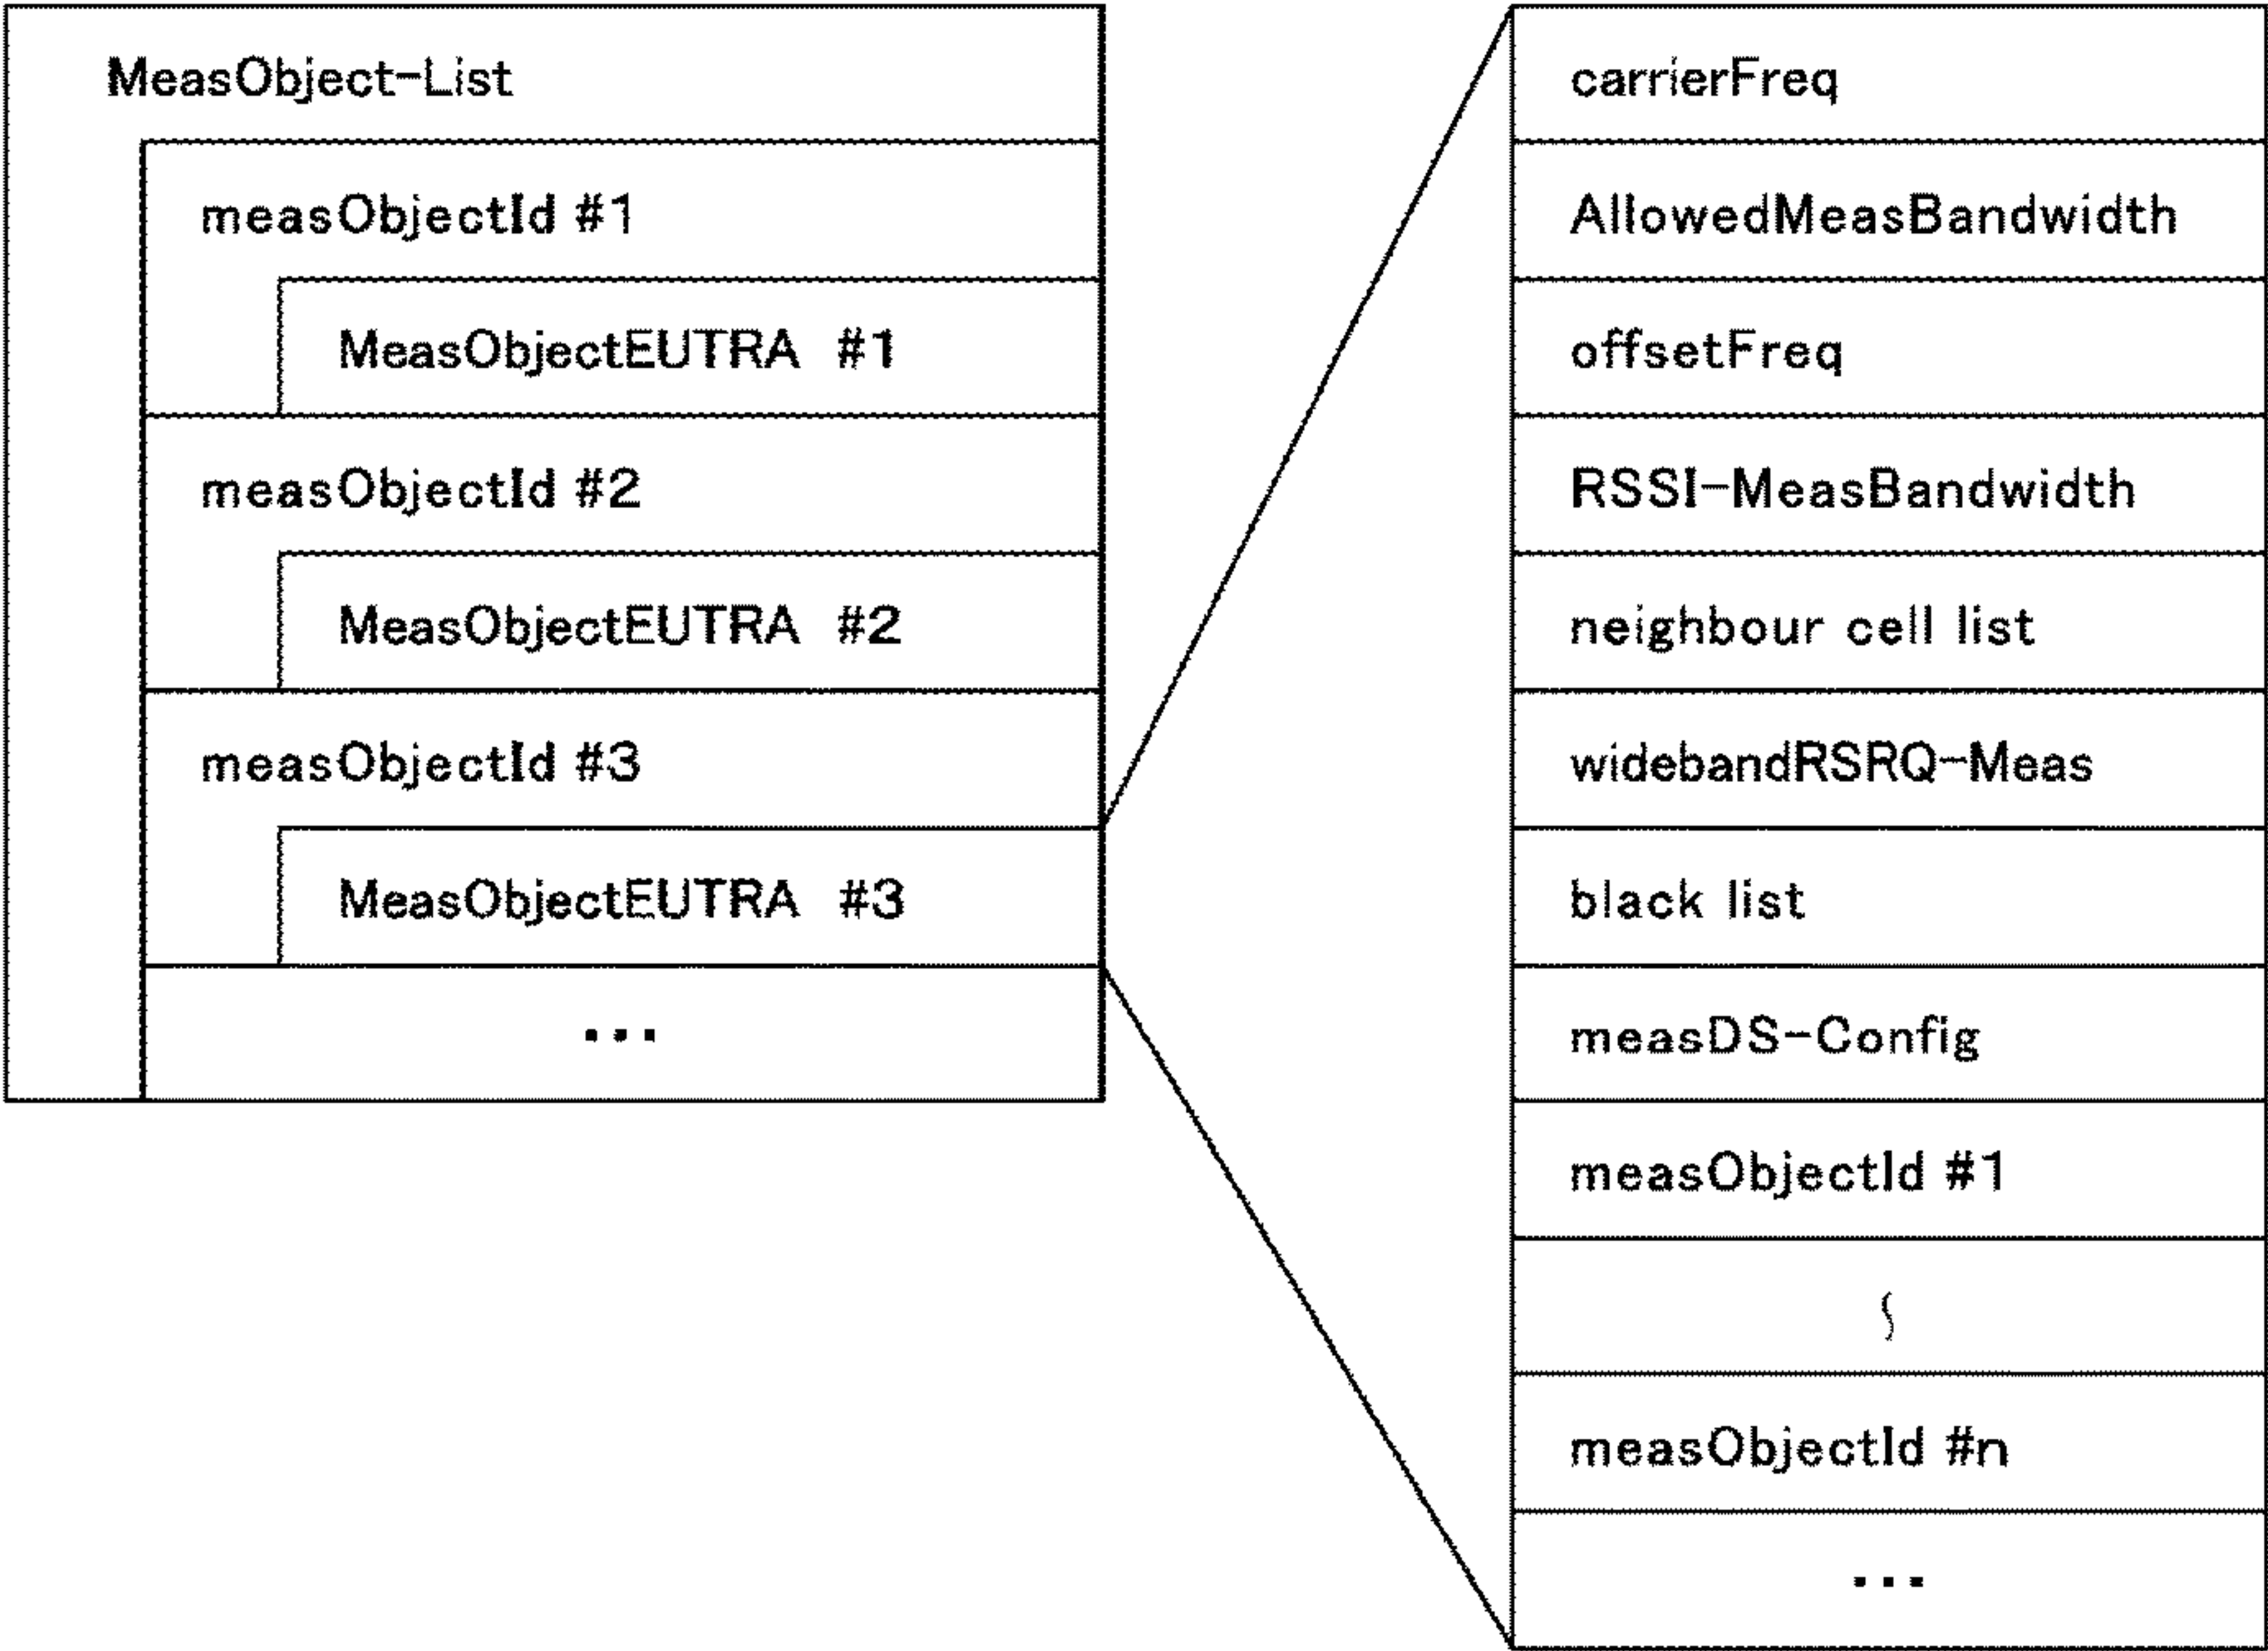 MeasObject-List
measObjectId #1
MeasObjectEUTRA #1
measObjectId #2
MeasObjectEUTRA #2
measObjectId #3
MeasObjectEUTRA #3
...
carrierFreq
AllowedMeasBandwidth
offsetFreq
RSSI-MeasBandwidth
neighbour cell list
widebandRSRQ-Meas
black list
measDS-Config
measObjectId #1
⸾
measObjectId #n
...